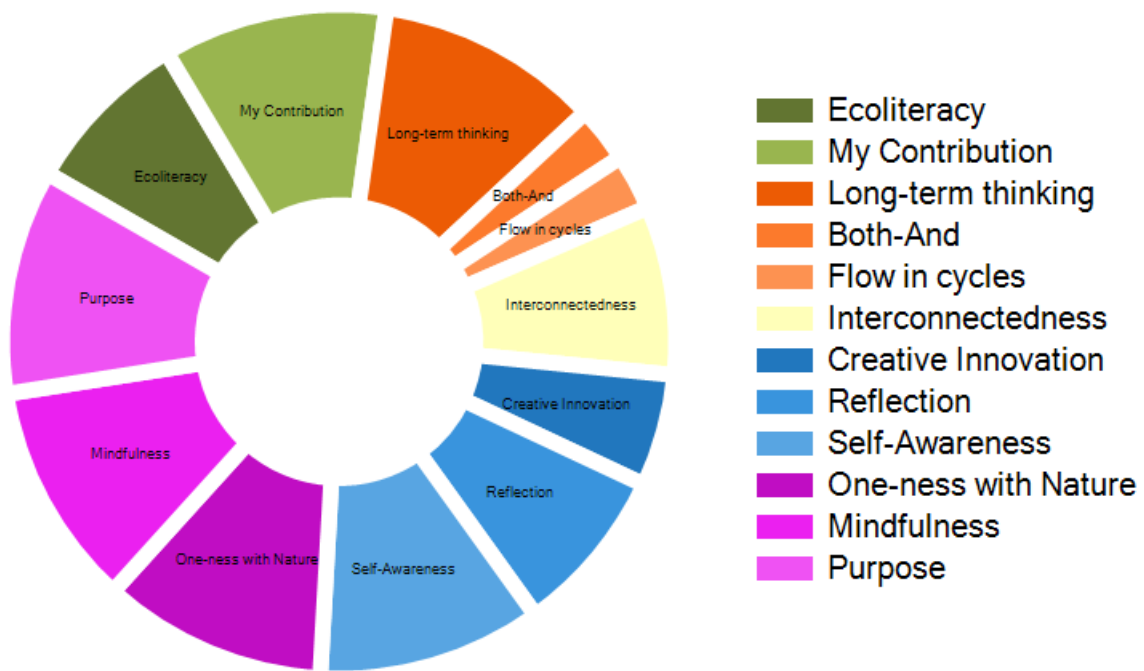 My Contribution
Long-term thinking
Both-And
Flow in cycles
Interconnectedness
Creative Innovation
Reflection
Self-Awareness
One-ness with Nature
Mindfulness
Purpose
Ecoliteracy
Ecoliteracy
My Contribution
Long-term thinking
Both-And
Flow in cycles
Interconnectedness
Creative Innovation
Reflection
Self-Awareness
One-ness with Nature
Mindfulness
Purpose